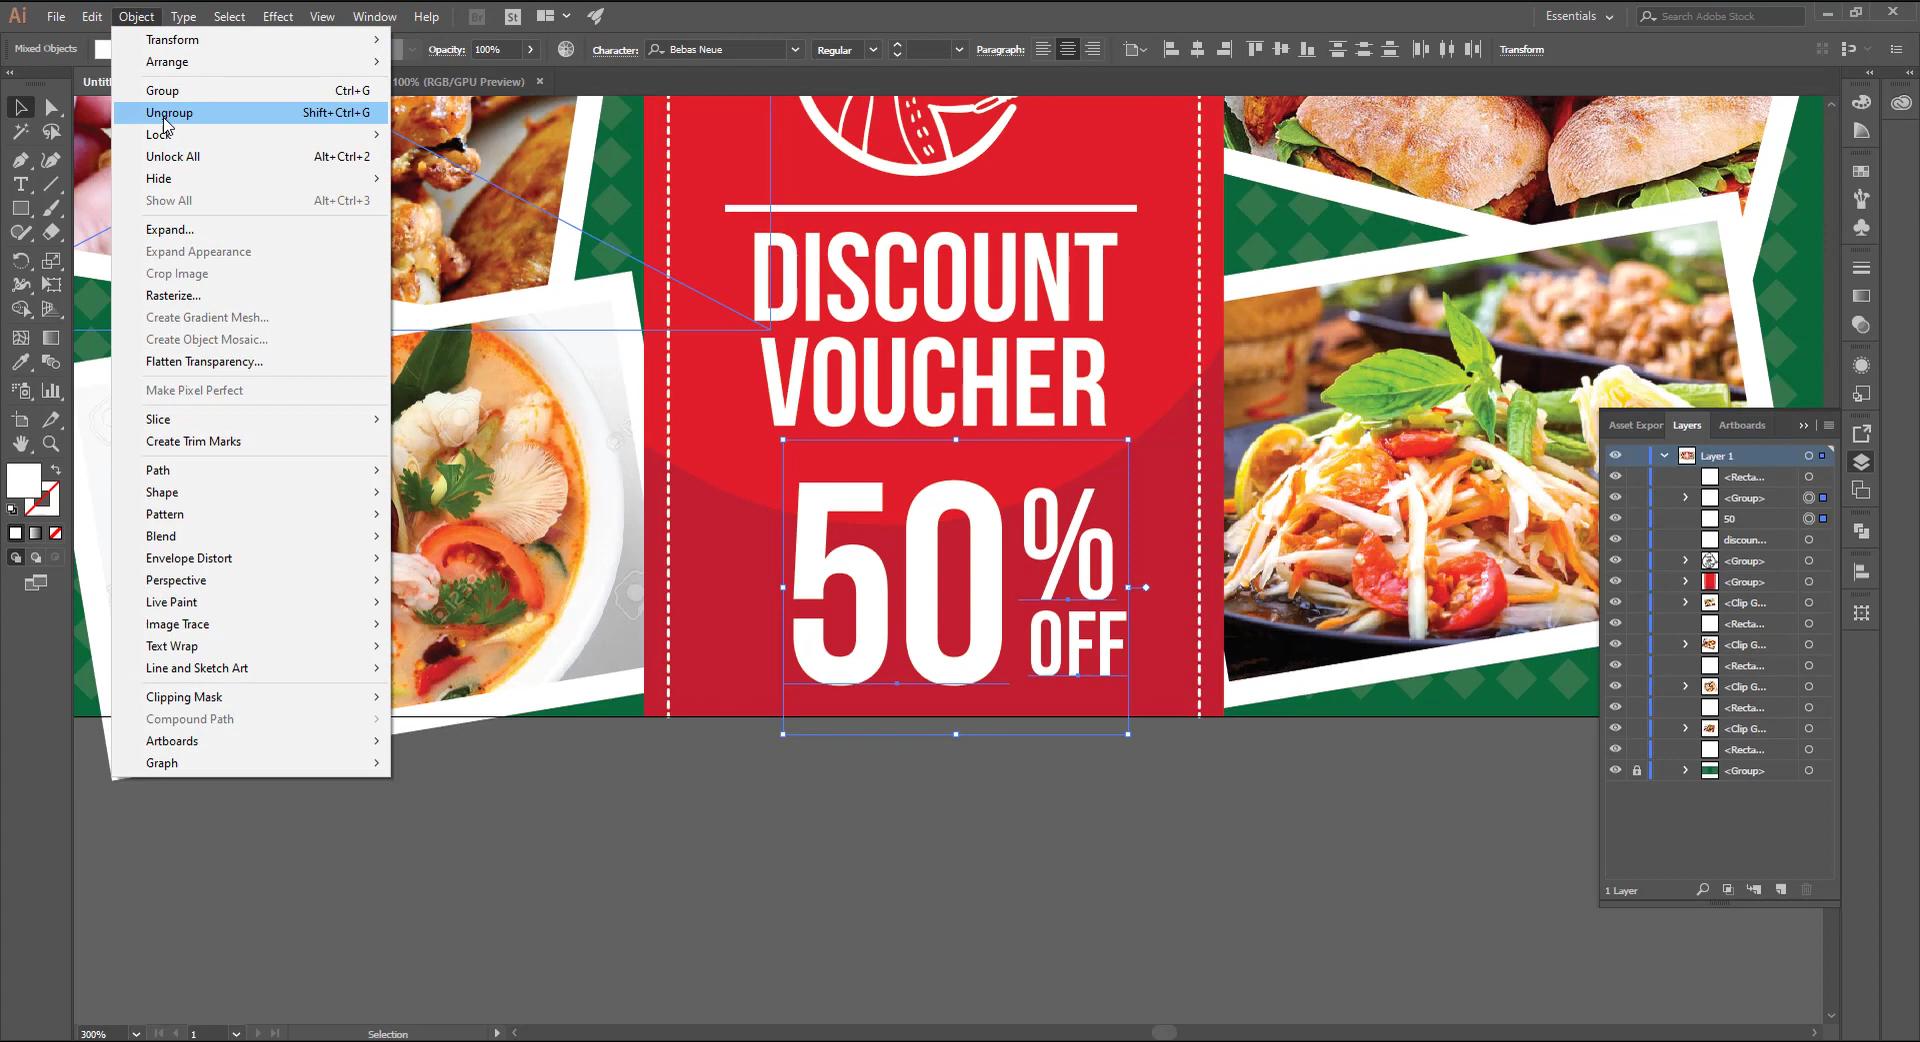 Ai File Edit Object Type Select Effect View Window Help Br St Essentials Search Adobe Stock
Mixed Objects Opacity: 100% Character: Bebas Neue Regular Paragraph: Transform
100% (RGB/GPU Preview) ×
Transform
Arrange
Group Ctrl+G
Ungroup Shift+Ctrl+G
Unlock All Alt+Ctrl+2
Hide
Show All Alt+Ctrl+3
Expand...
Expand Appearance
Crop Image
Rasterize...
Create Gradient Mesh...
Create Object Mosaic...
Flatten Transparency...
Make Pixel Perfect
Slice
Create Trim Marks
Path
Shape
Pattern
Blend
Envelope Distort
Perspective
Live Paint
Image Trace
Text Wrap
Line and Sketch Art
Clipping Mask
Compound Path
Artboards
Graph
DISCOUNT
VOUCHER
50%
OFF
Asset Expor Layers Artboards
Layer 1
<Recta...
<Group>
50
discoun...
<Group>
<Group>
<Clip G...
<Recta...
<Clip G...
<Recta...
<Clip G...
<Recta...
<Clip G...
<Recta...
<Group>
1 Layer
300% 1 Selection